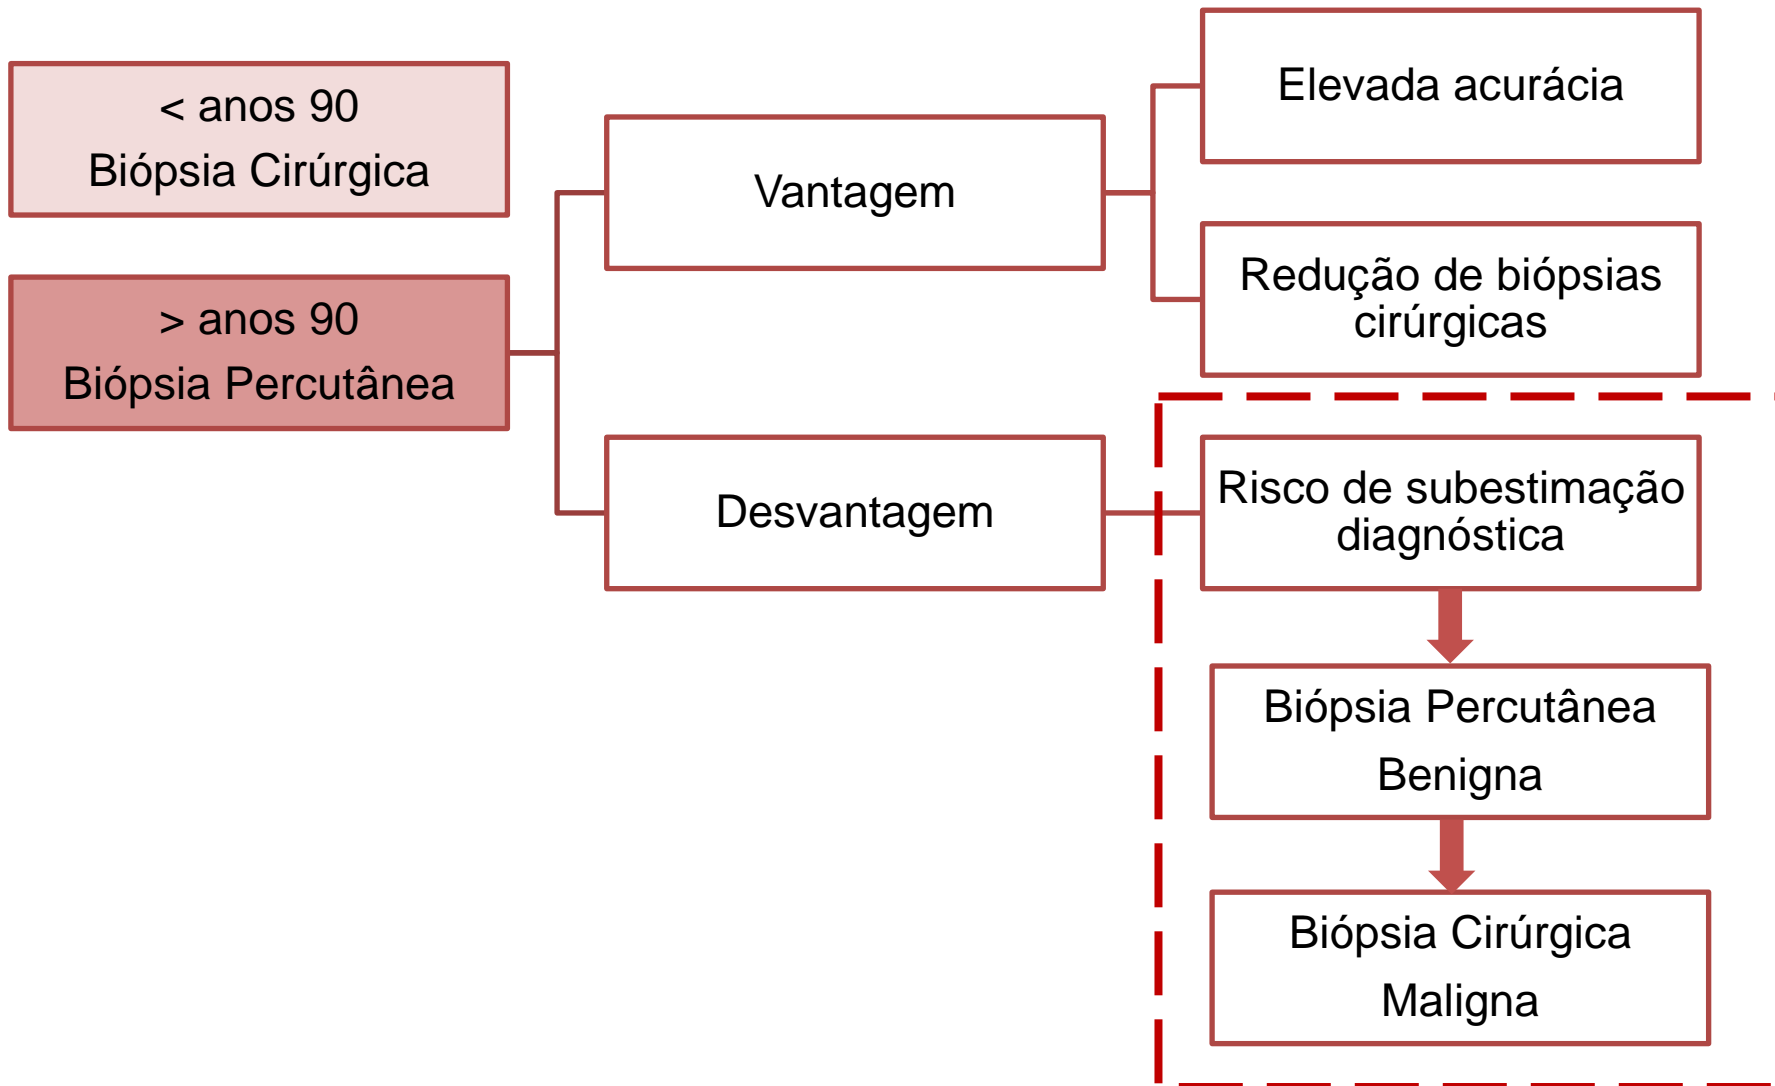 < anos 90
Biópsia Cirúrgica
> anos 90
Biópsia Percutânea
Vantagem
Desvantagem
Elevada acurácia
Redução de biópsias
cirúrgicas
Risco de subestimação
diagnóstica
Biópsia Percutânea
Benigna
Biópsia Cirúrgica
Maligna